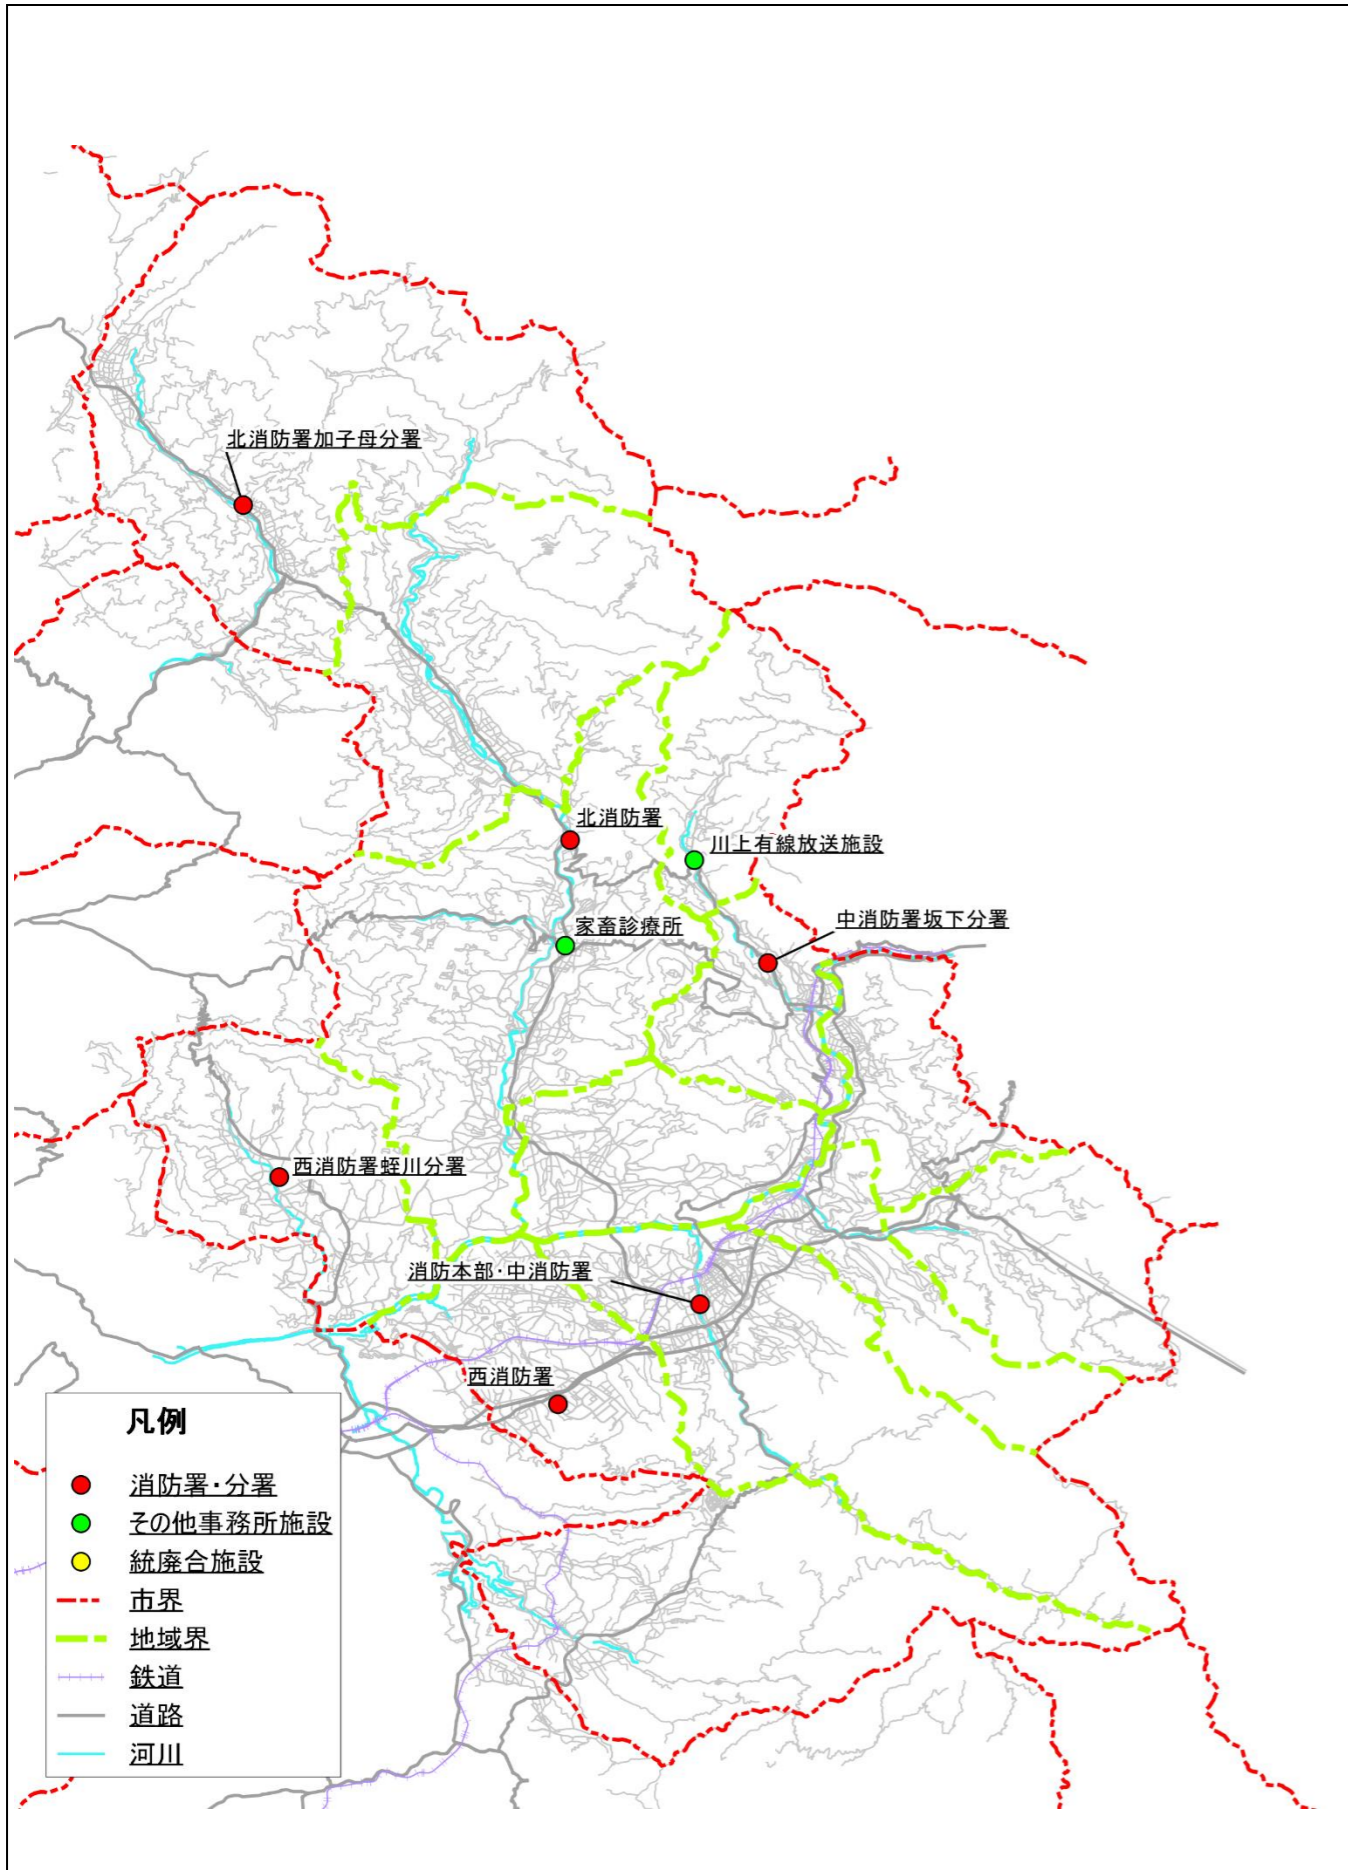 北消防署加子母分署
北消防署
川上有線放送施設
中消防署坂下分署
家畜診療所
西消防署蛭川分署
消防本部・中消防署
西消防署
凡例
消防署・分署
その他事務所施設
統廃合施設
市界
地域界
鉄道
道路
河川